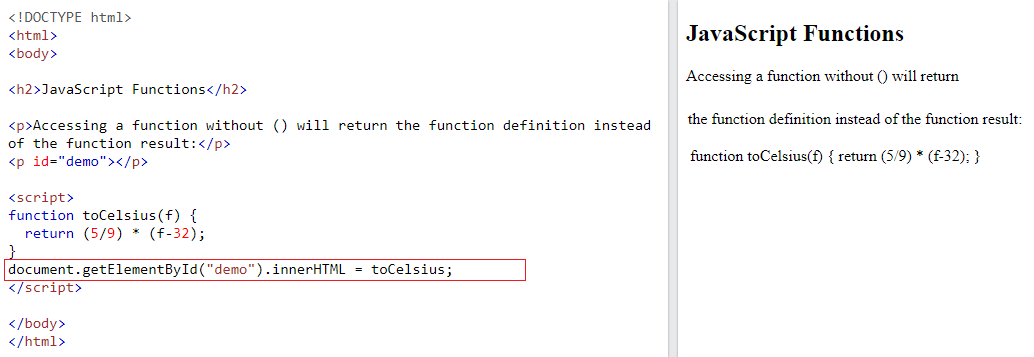 <!DOCTYPE html>
<html>
<body>
<h2>JavaScript Functions</h2>
<p>Accessing a function without () will return the function definition instead
of the function result:</p>
<p id="demo"></p>
<script>
function toCelsius(f) {
  return (5/9) * (f-32);
}
document.getElementById("demo").innerHTML = toCelsius;
</script>
</body>
</html>
JavaScript Functions
Accessing a function without () will return
the function definition instead of the function result:
function toCelsius(f) { return (5/9) * (f-32); }